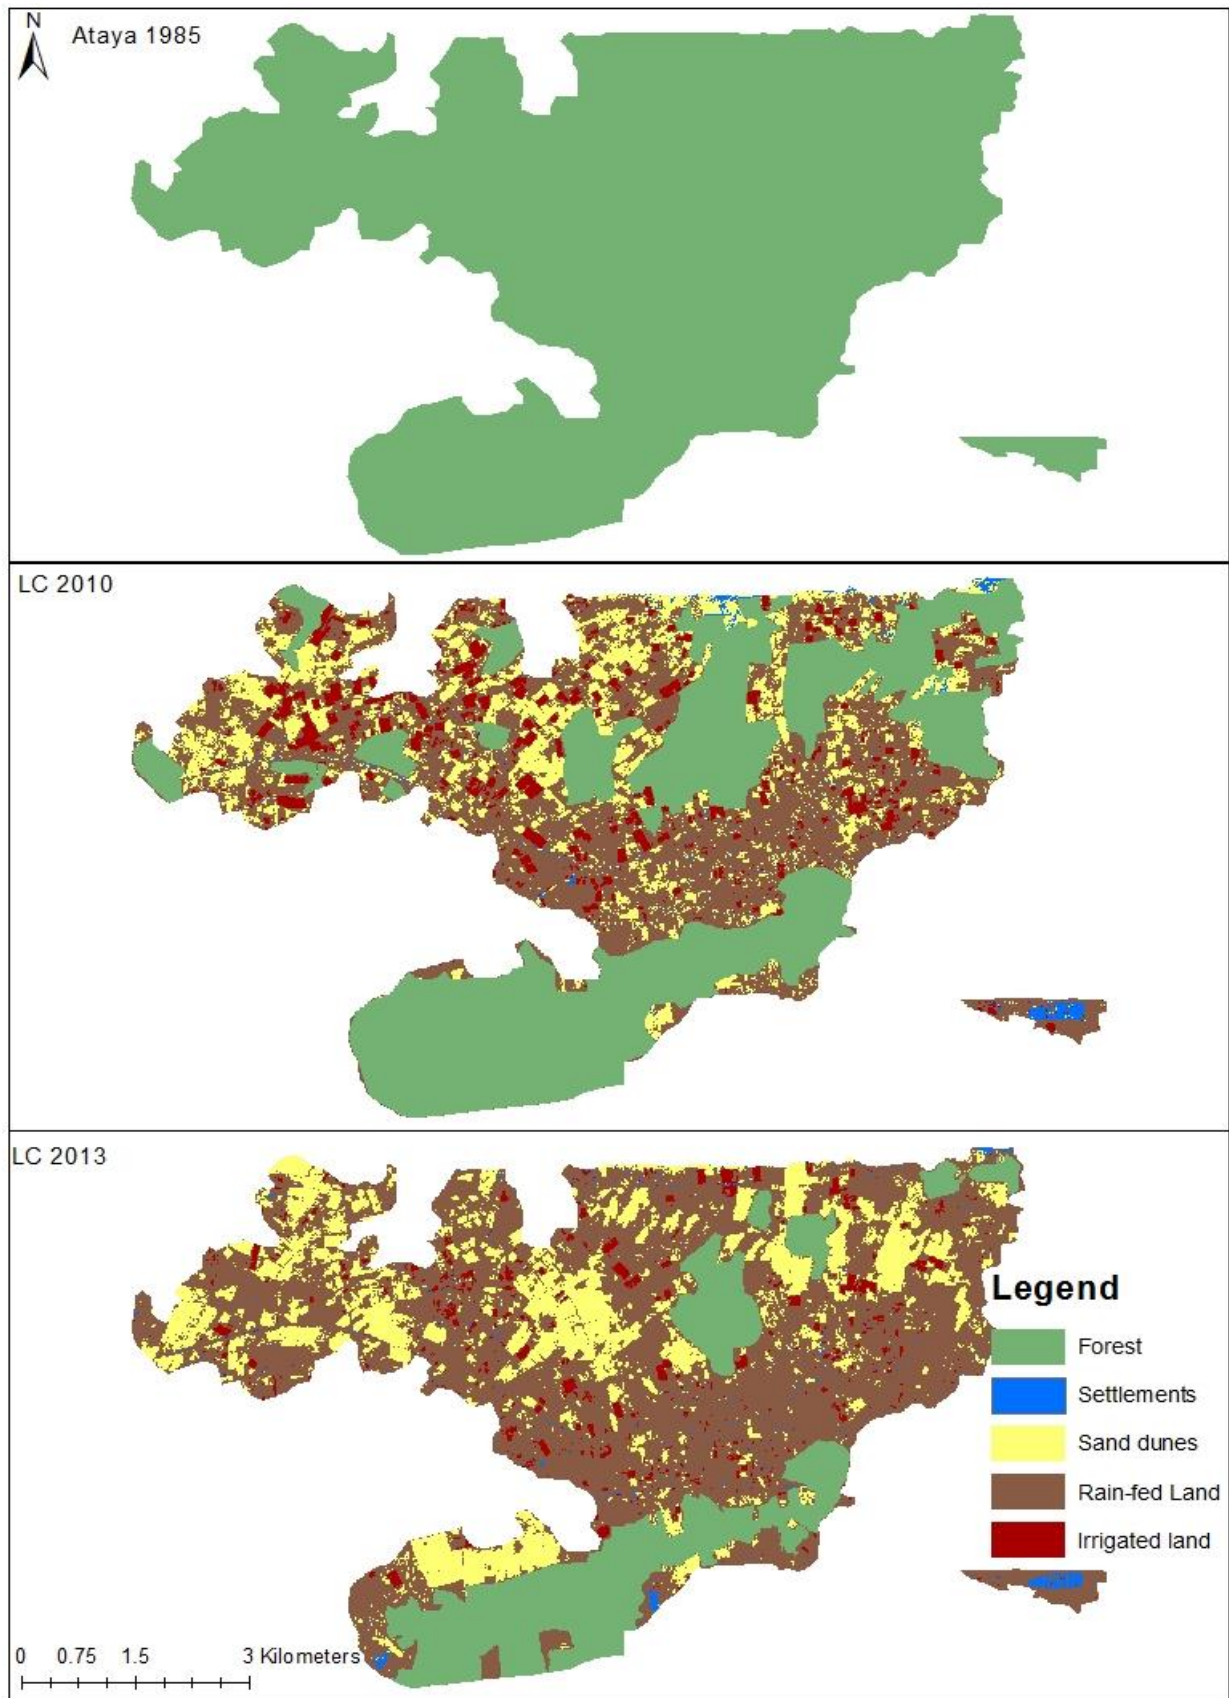 N
Ataya 1985
LC 2010
LC 2013
Legend
Forest
Settlements
Sand dunes
Rain-fed Land
Irrigated land
0 0.75 1.5 3 Kilometers